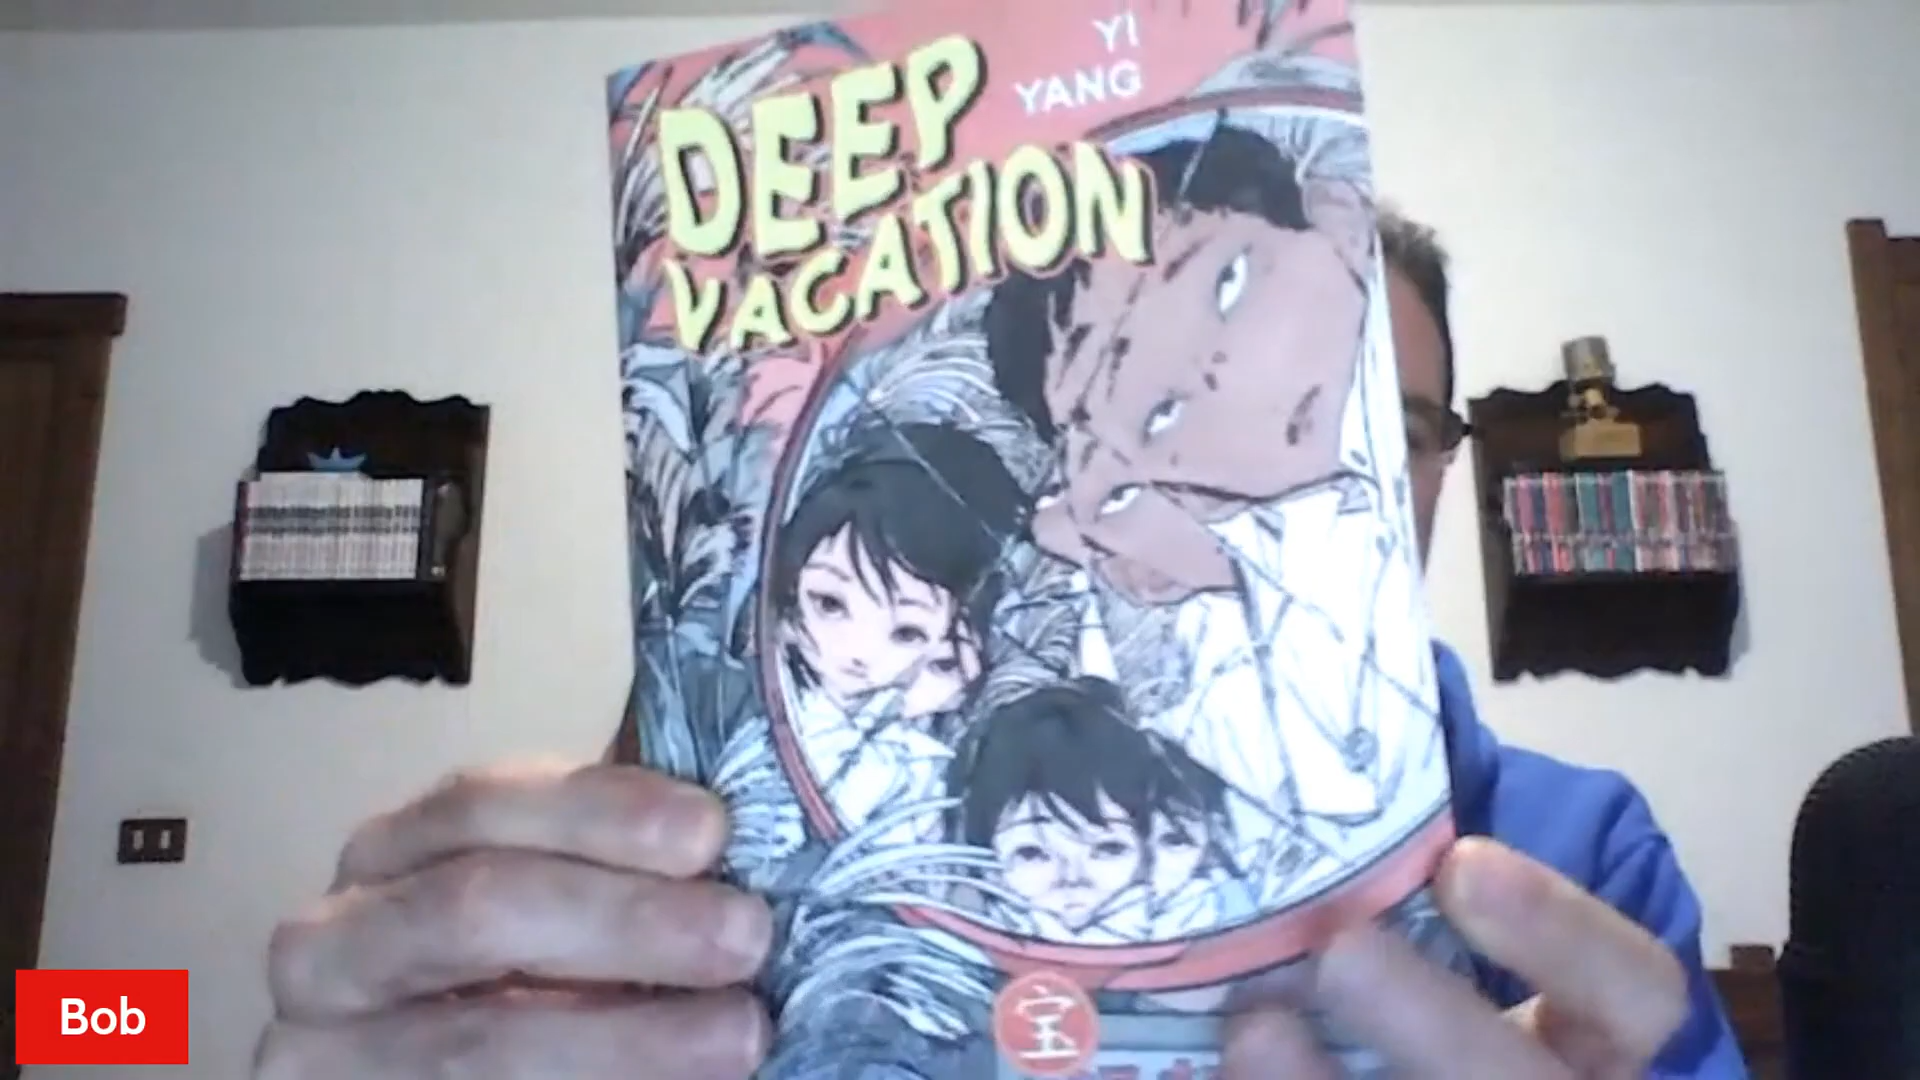 YI
YANG
DEEP
VACATION
宝
Bob